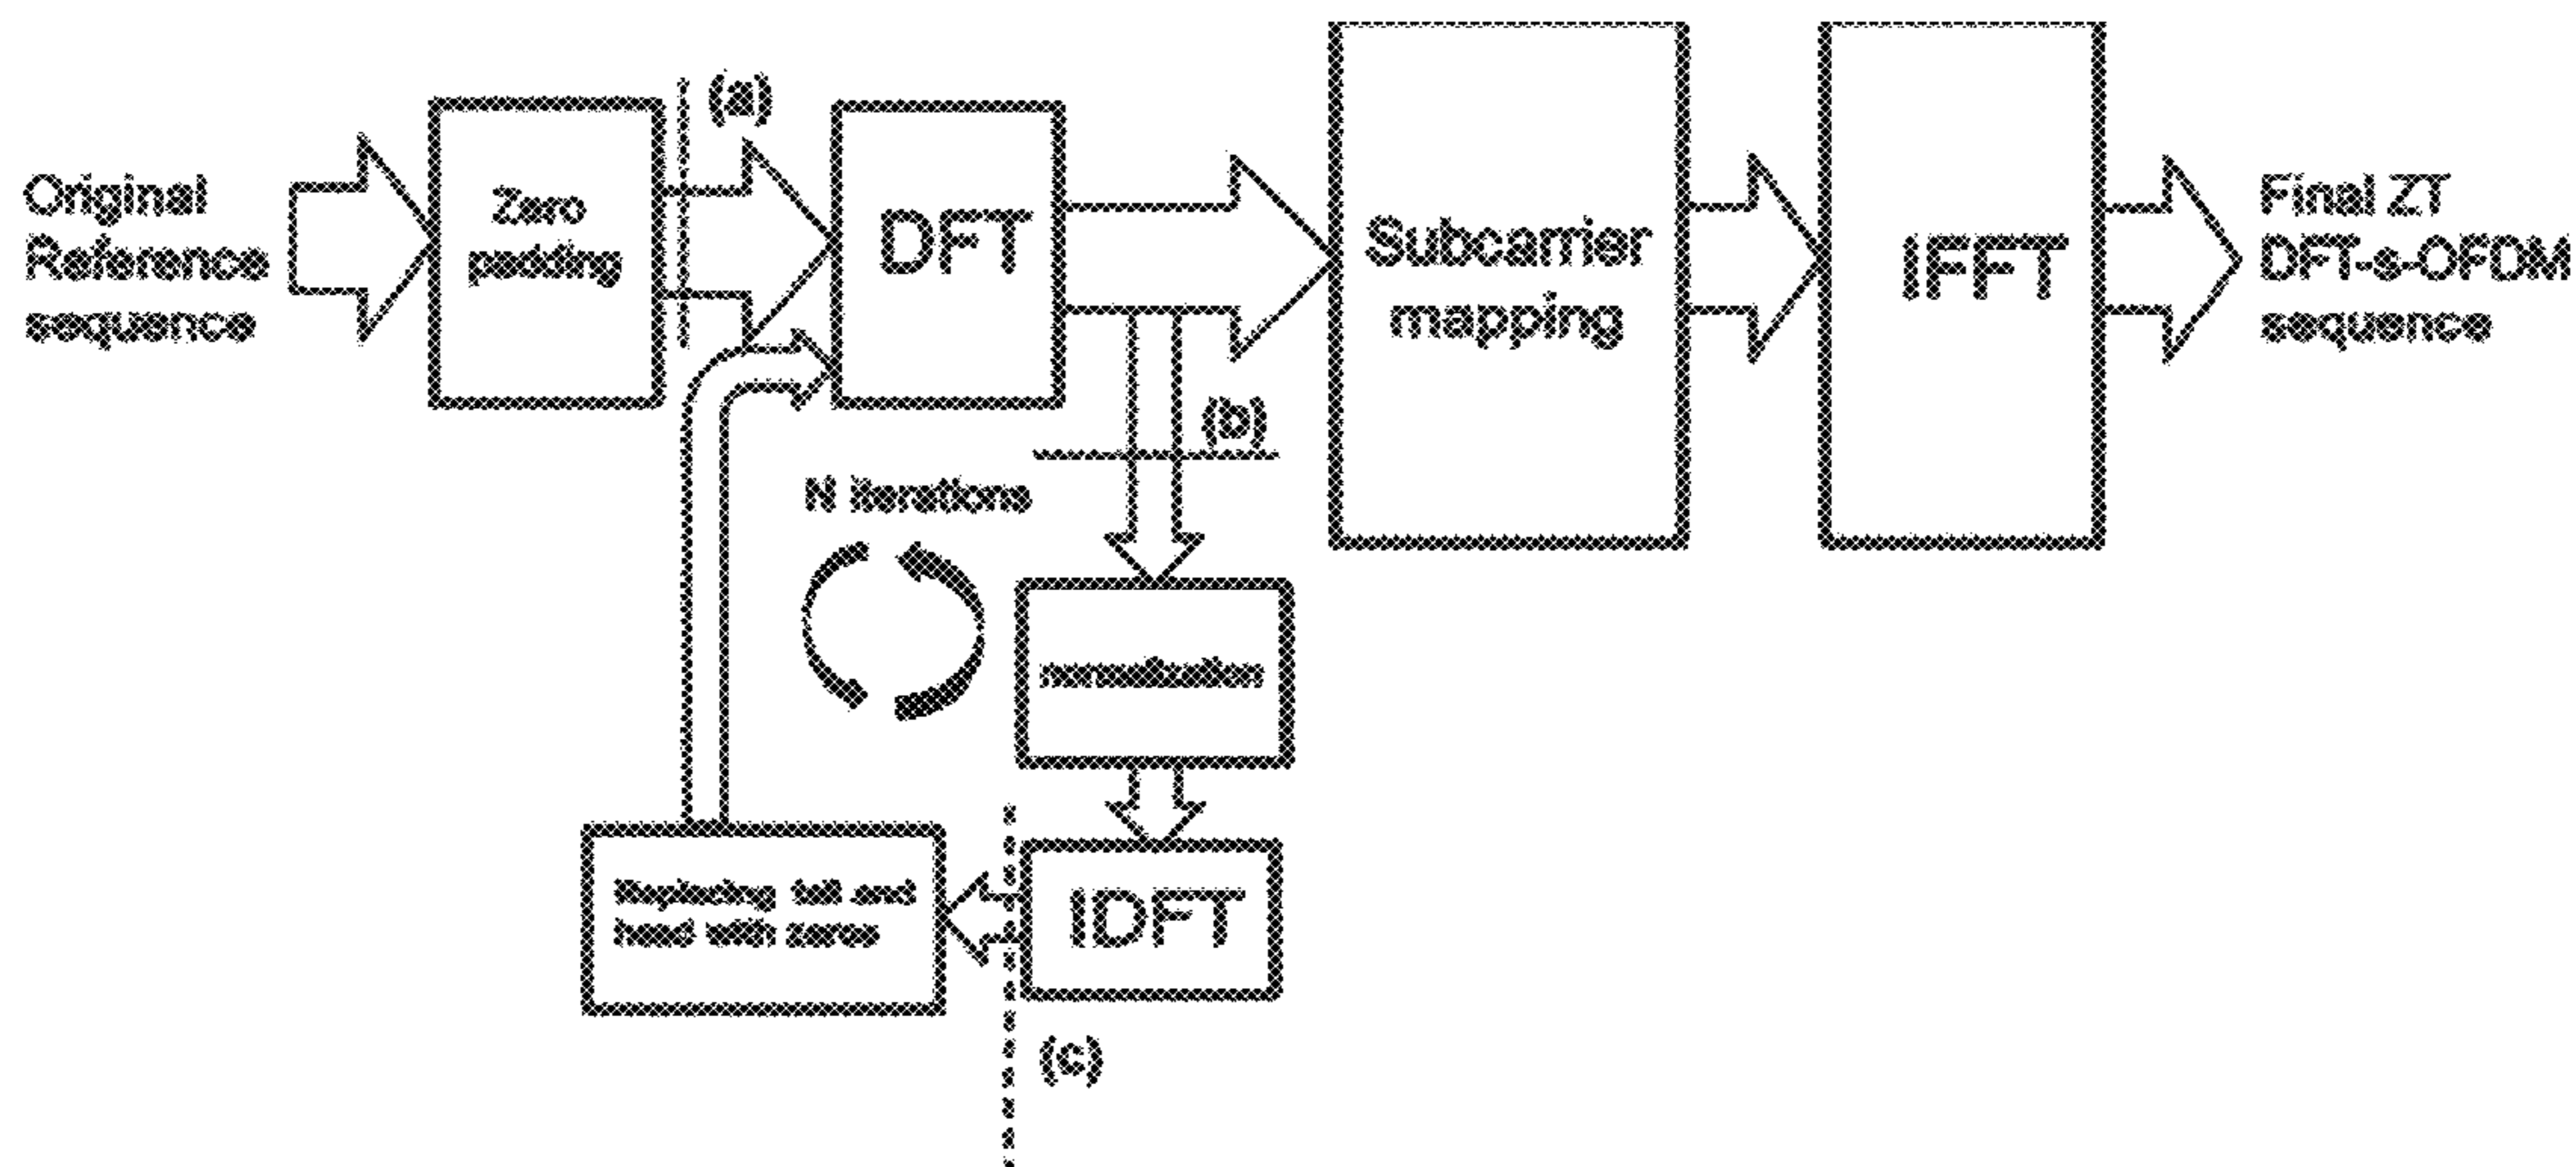 Original
Reference
sequence
Zero
padding
(a)
DFT
Subcarrier
mapping
IFFT
Final ZT
DFT-s-OFDM
sequence
(b)
N iterations
normalization
Replacing tail and
head with zeros
IDFT
(c)